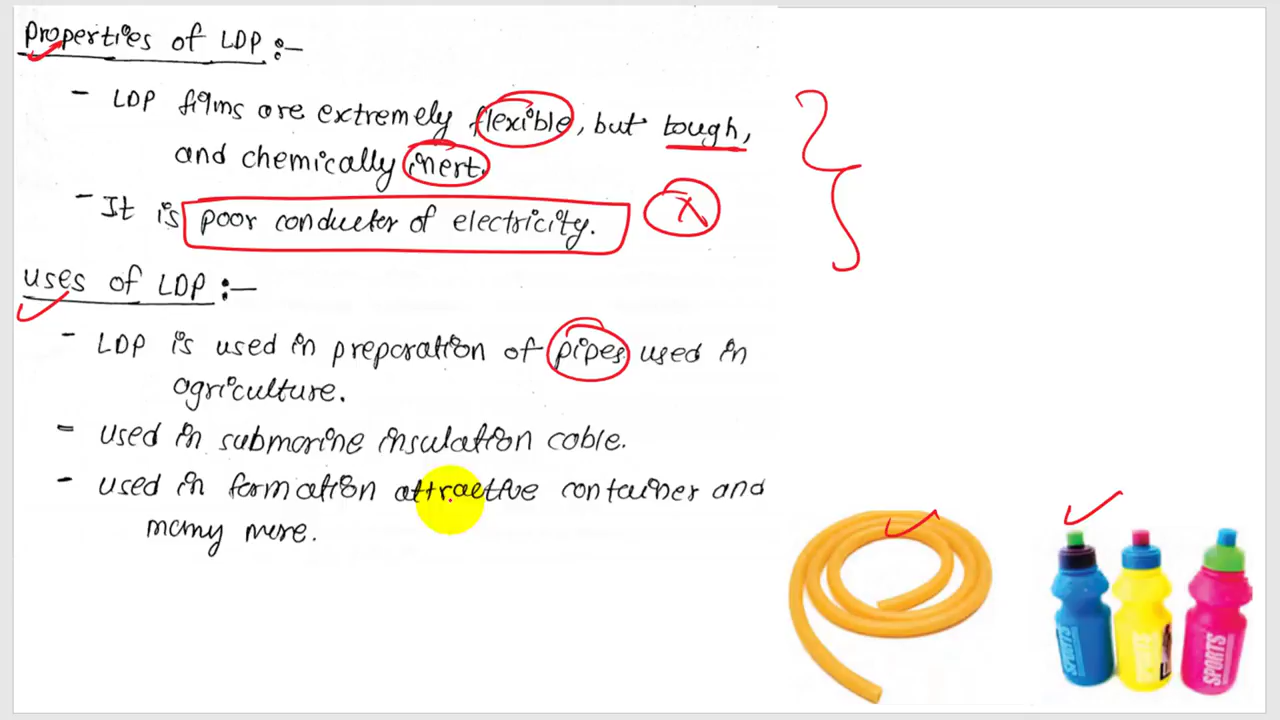 Properties of LDP :-
- LDP films are extremely flexible, but tough,
and chemically inert.
- It is poor conductor of electricity. X
uses of LDP :-
- LDP is used in preparation of pipes used in
agriculture.
- used in submarine insulation cable.
- used in formation attractive container and
many more.
SPORTS SPORTS SPORTS